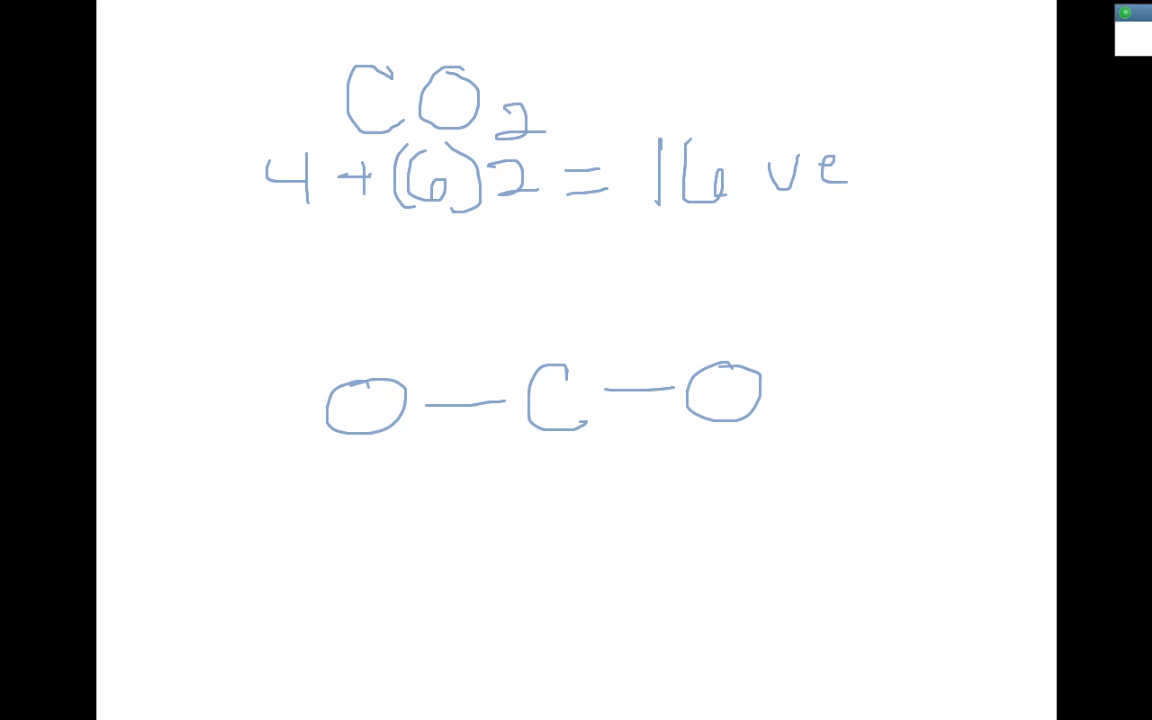 CO₂
4 + (6)2 = 16 ve
O — C — O